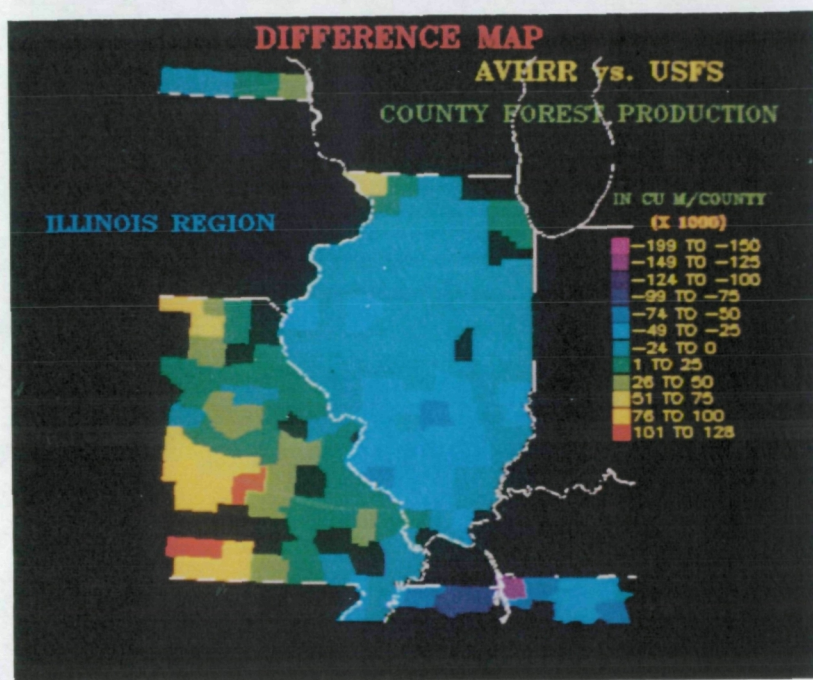 DIFFERENCE MAP
AVHRR vs. USFS
COUNTY FOREST PRODUCTION
ILLINOIS REGION
IN CU M/COUNTY
(X 1000)
-199 TO -150
-149 TO -125
-124 TO -100
-99 TO -75
-74 TO -50
-49 TO -25
-24 TO 0
1 TO 25
26 TO 50
51 TO 75
76 TO 100
101 TO 128